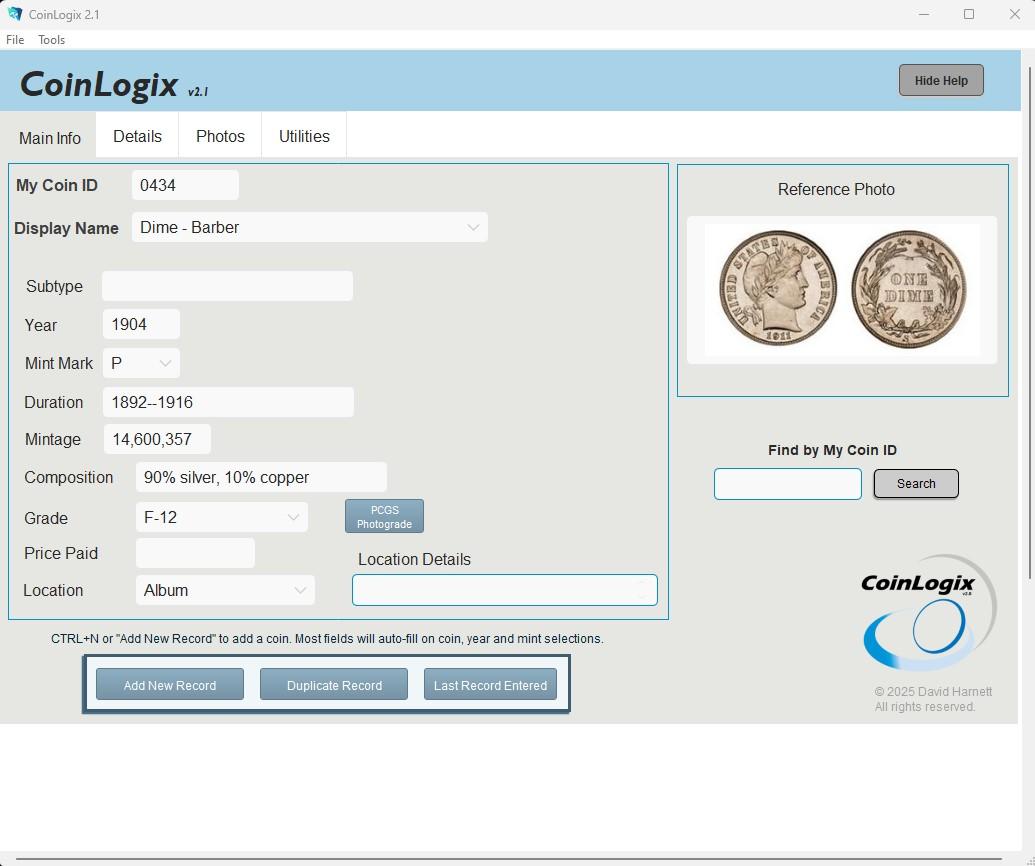 CoinLogix 2.1
File Tools
CoinLogix v2.1
Hide Help
Main Info Details Photos Utilities
My Coin ID 0434
Display Name Dime - Barber
Subtype
Year 1904
Mint Mark P
Duration 1892--1916
Mintage 14,600,357
Composition 90% silver, 10% copper
Grade F-12
PCGS
Photograde
Price Paid
Location Album
Location Details
Reference Photo
UNITED STATES OF AMERICA
1911
ONE
DIME
S
Find by My Coin ID
Search
CTRL+N or "Add New Record" to add a coin. Most fields will auto-fill on coin, year and mint selections.
Add New Record Duplicate Record Last Record Entered
CoinLogix
© 2025 David Harnett
All rights reserved.